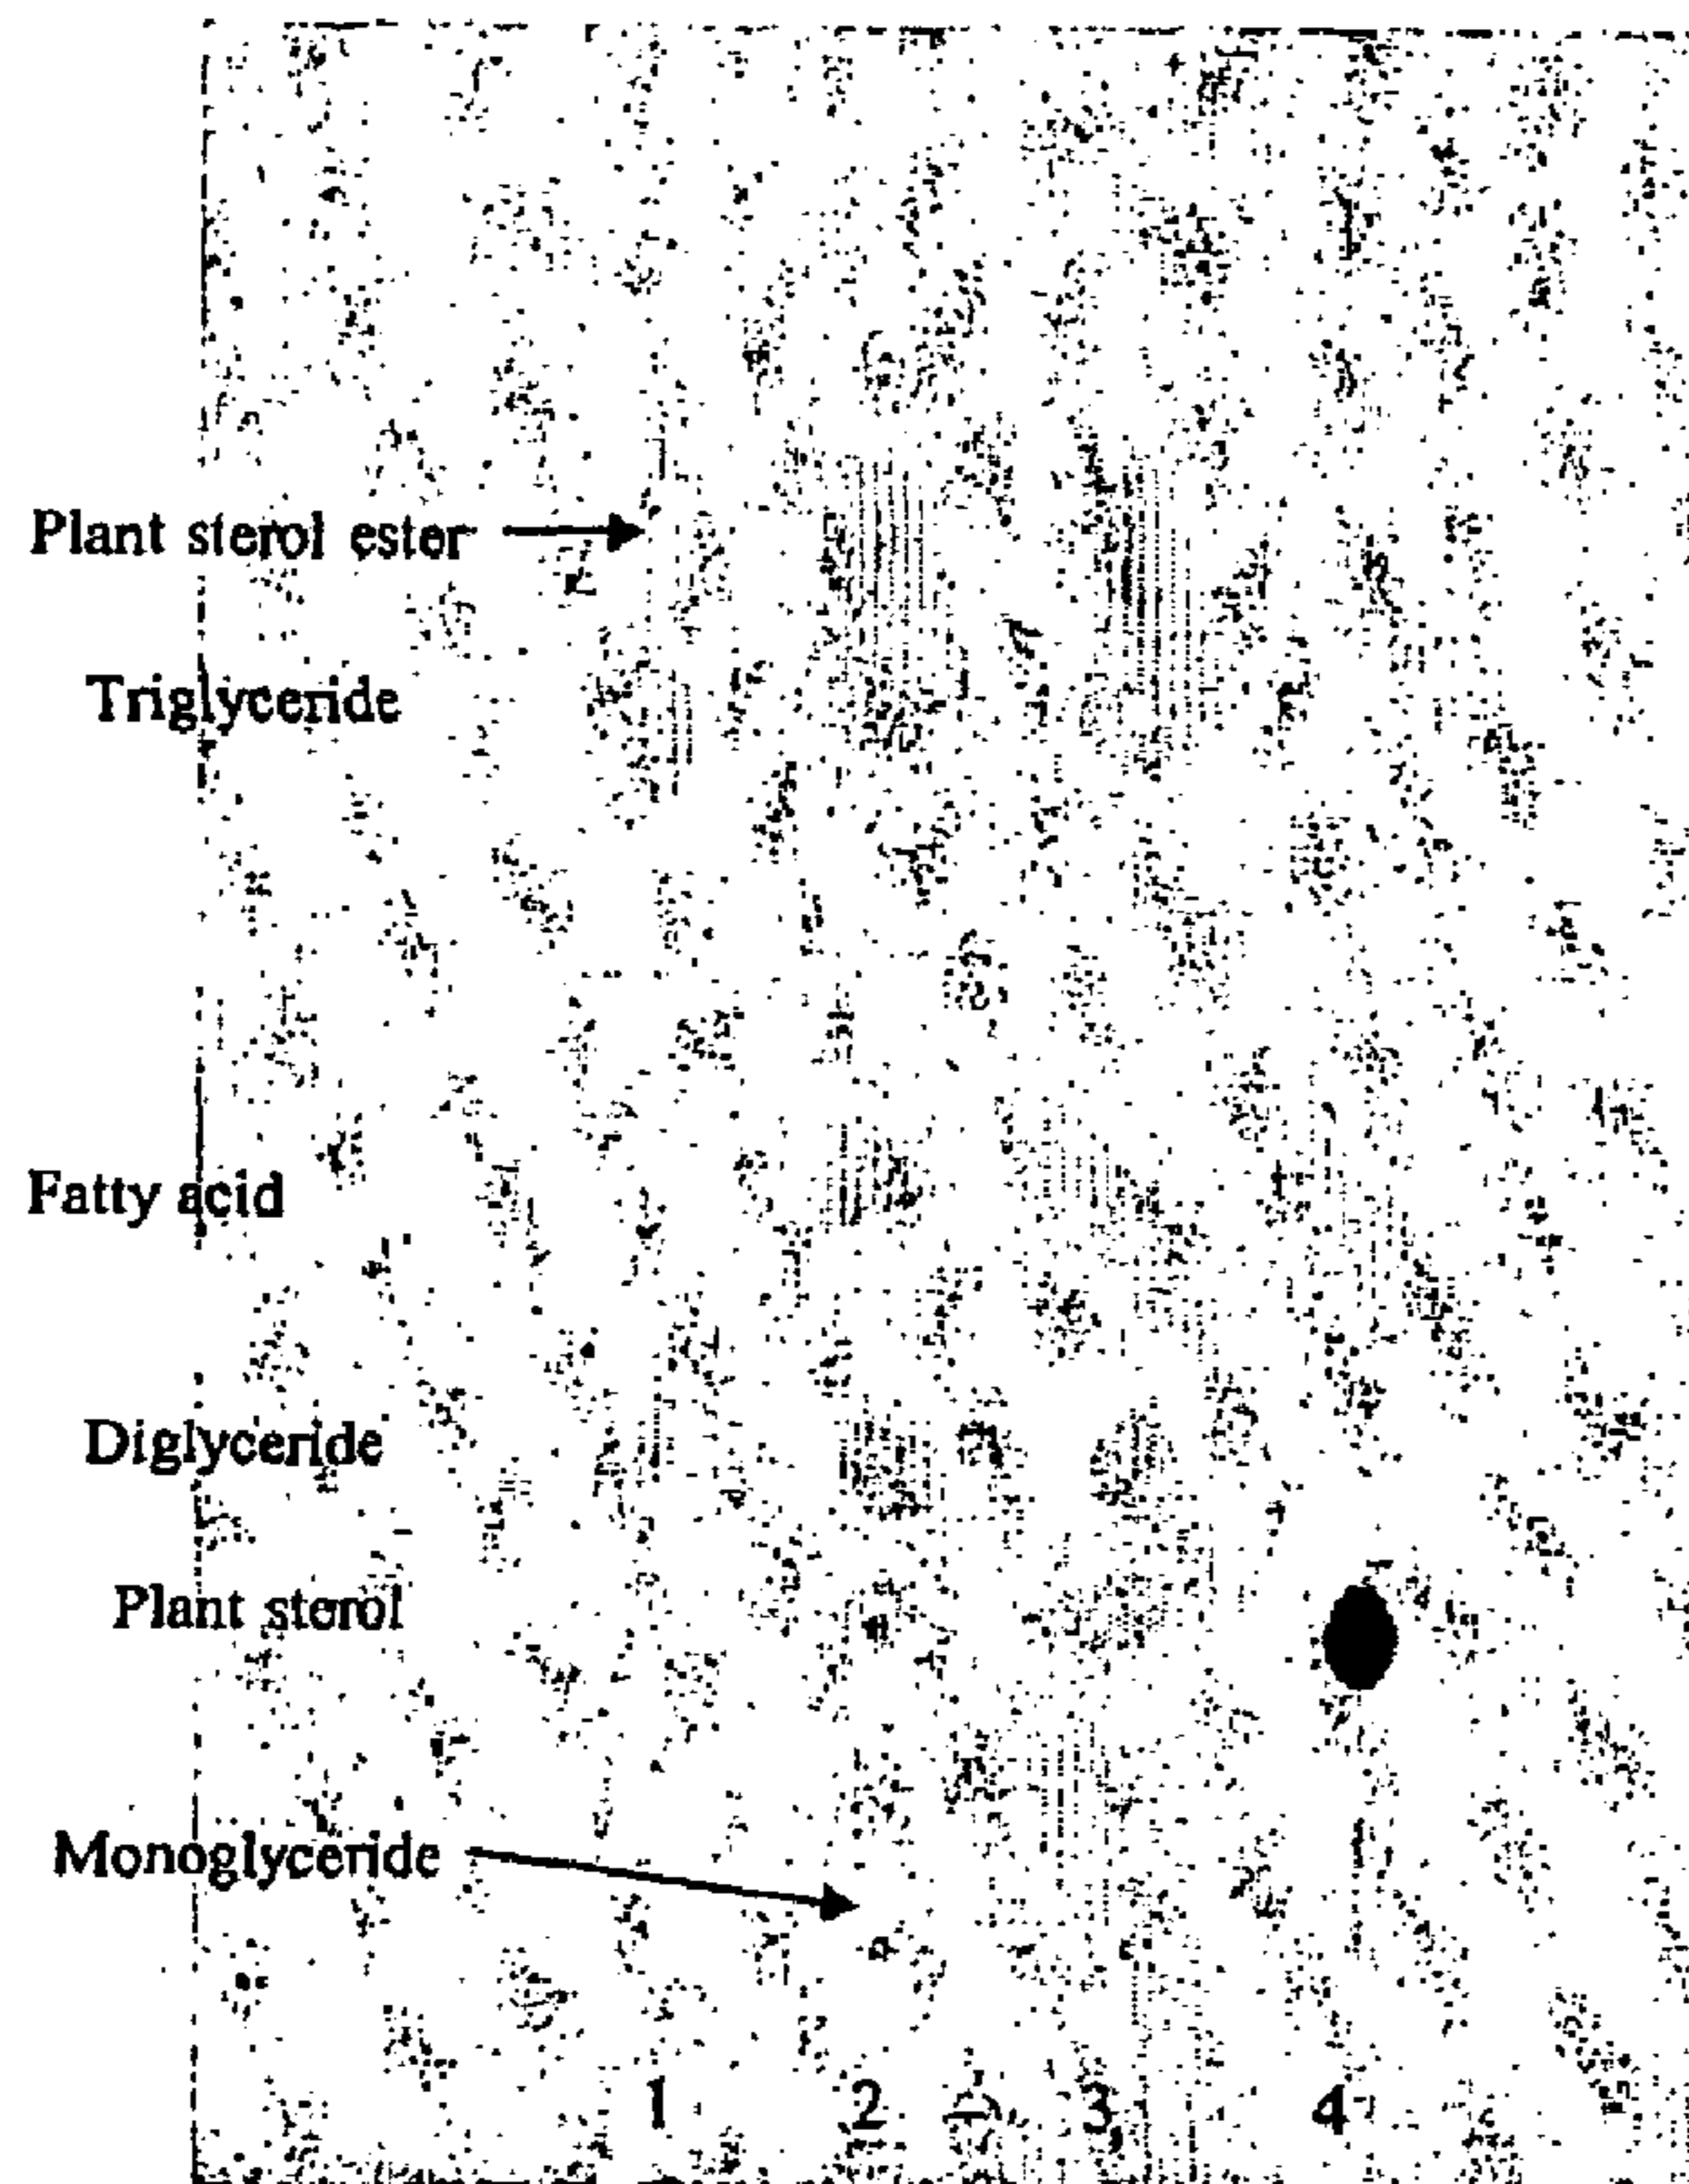 Plant sterol ester
Triglyceride
Fatty acid
Diglyceride
Plant sterol
Monoglyceride
1 2 3 4